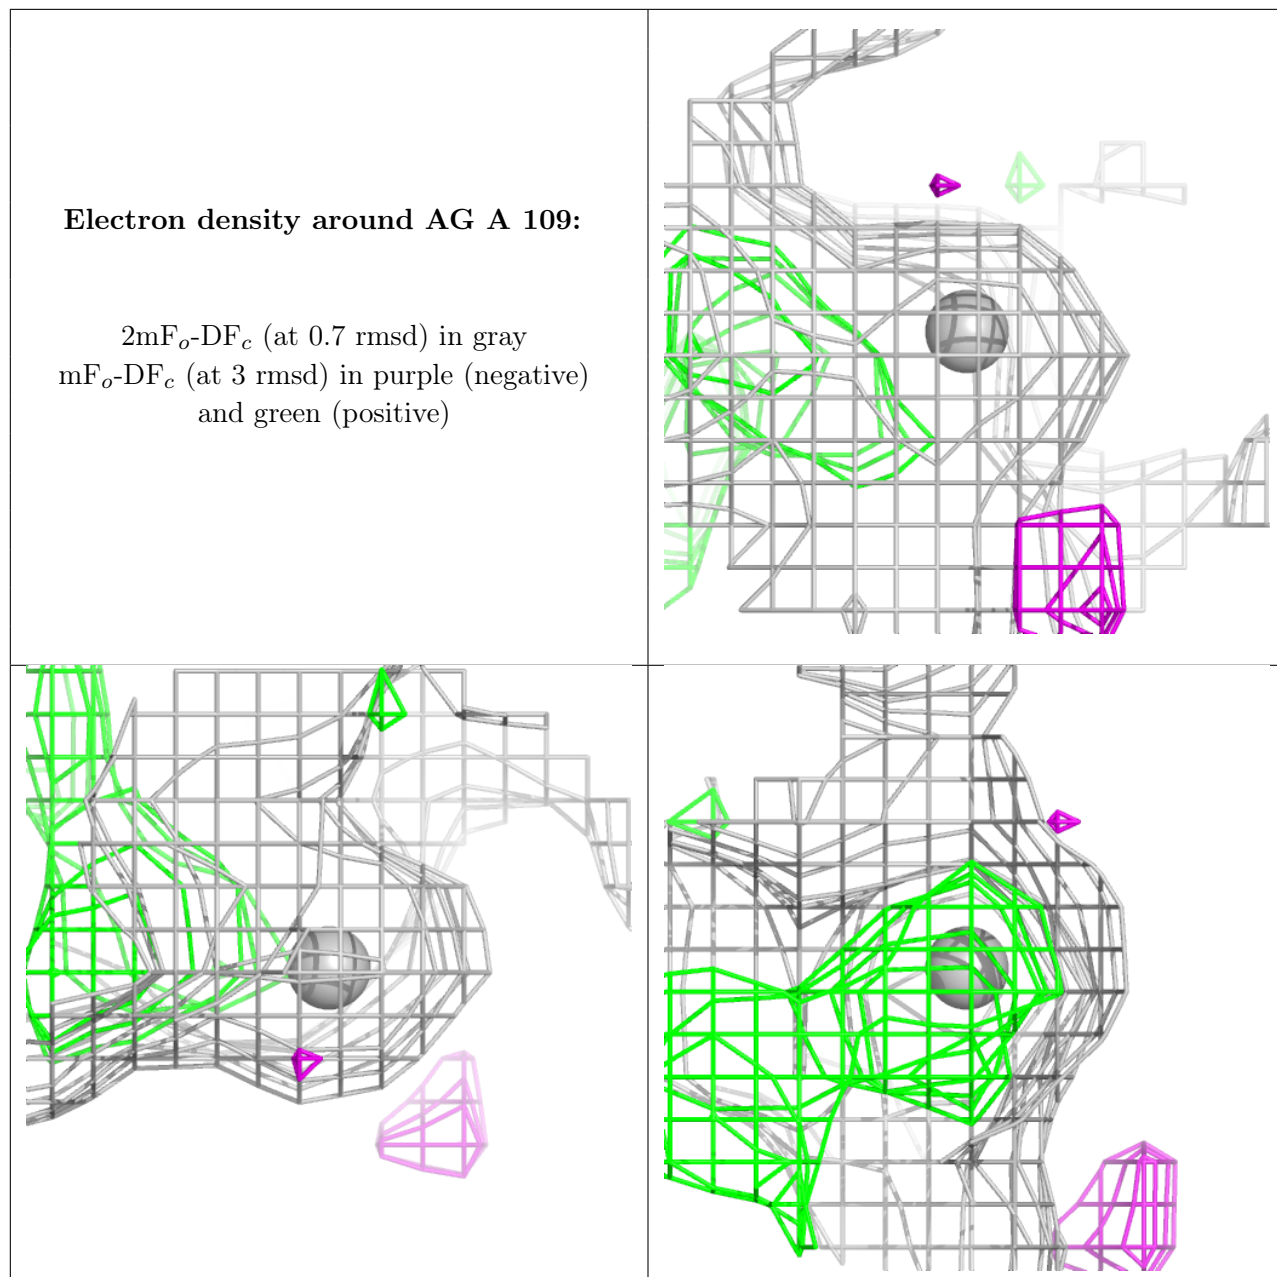 Electron density around AG A 109:
2mFo-DFc (at 0.7 rmsd) in gray
mFo-DFc (at 3 rmsd) in purple (negative)
and green (positive)